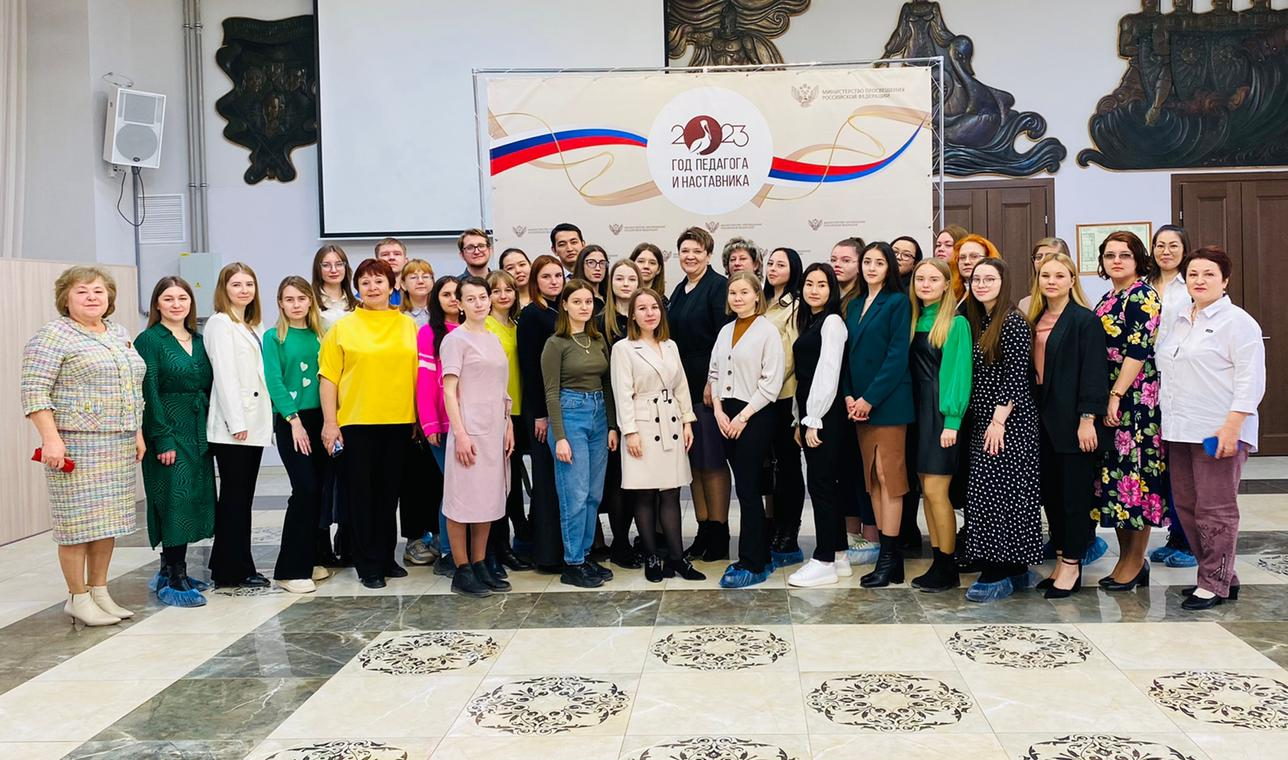 МИНИСТЕРСТВО ПРОСВЕЩЕНИЯ
РОССИЙСКОЙ ФЕДЕРАЦИИ
2023
ГОД ПЕДАГОГА
И НАСТАВНИКА